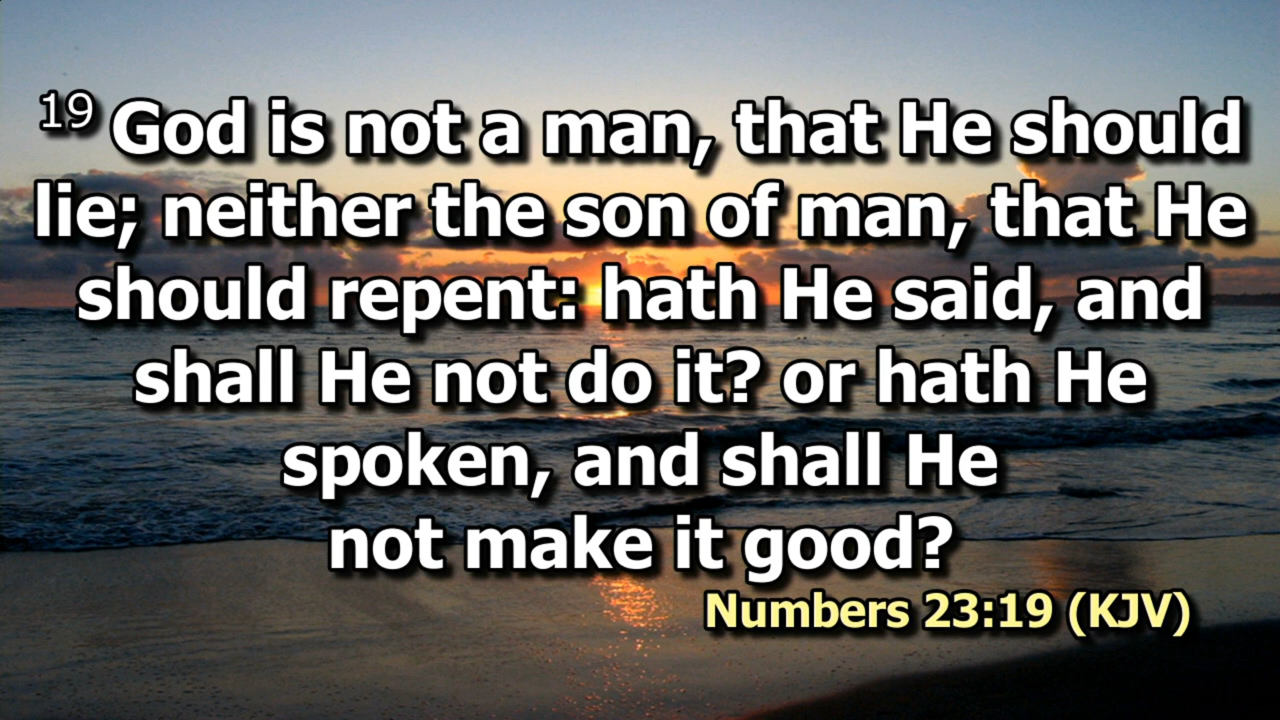 19 God is not a man, that He should
lie; neither the son of man, that He
should repent: hath He said, and
shall He not do it? or hath He
spoken, and shall He
not make it good?
Numbers 23:19 (KJV)